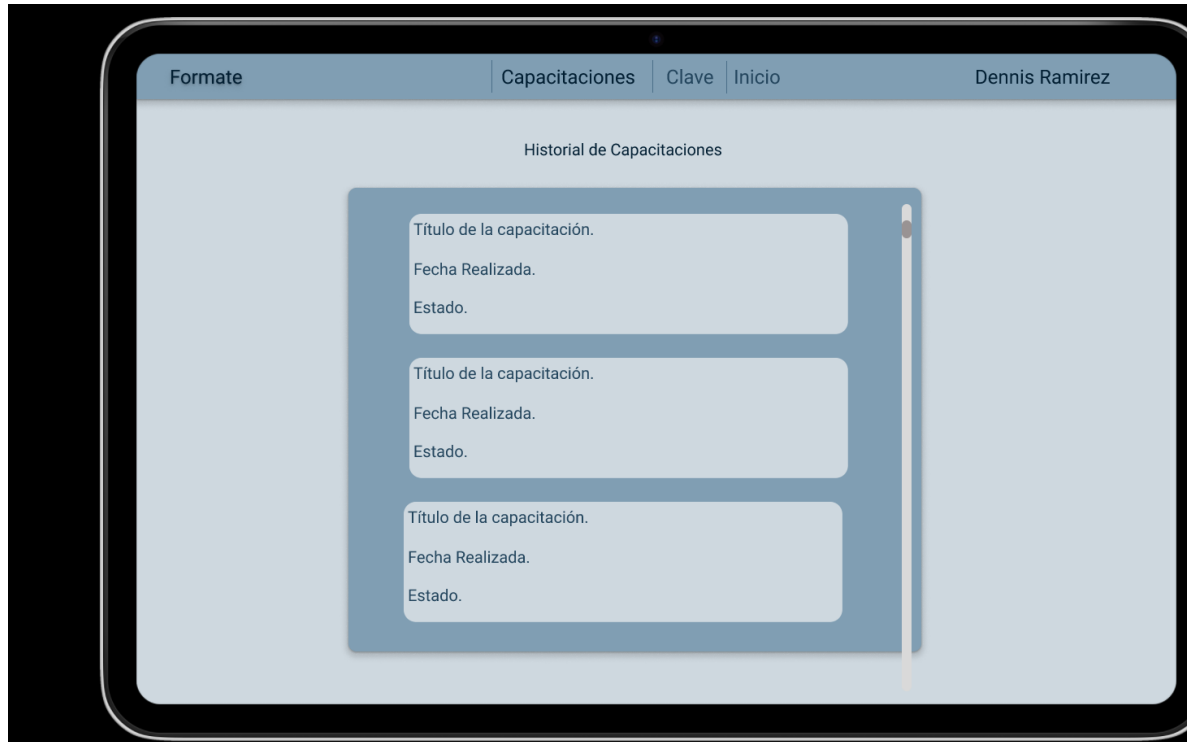 Formate
Capacitaciones
Clave
Inicio
Dennis Ramirez
Historial de Capacitaciones
Título de la capacitación.
Fecha Realizada.
Estado.
Título de la capacitación.
Fecha Realizada.
Estado.
Título de la capacitación.
Fecha Realizada.
Estado.